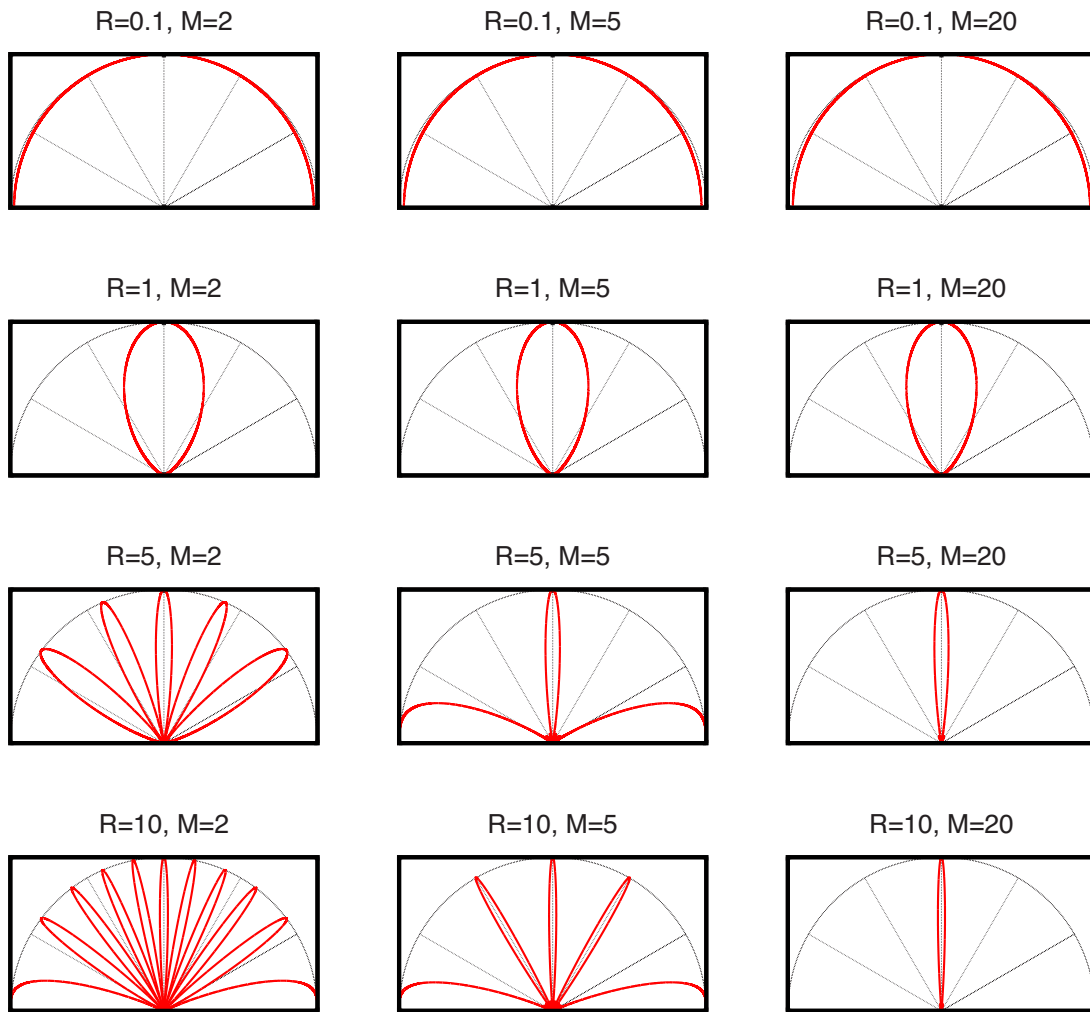 R=0.1, M=2
R=0.1, M=5
R=0.1, M=20
R=1, M=2
R=1, M=5
R=1, M=20
R=5, M=2
R=5, M=5
R=5, M=20
R=10, M=2
R=10, M=5
R=10, M=20